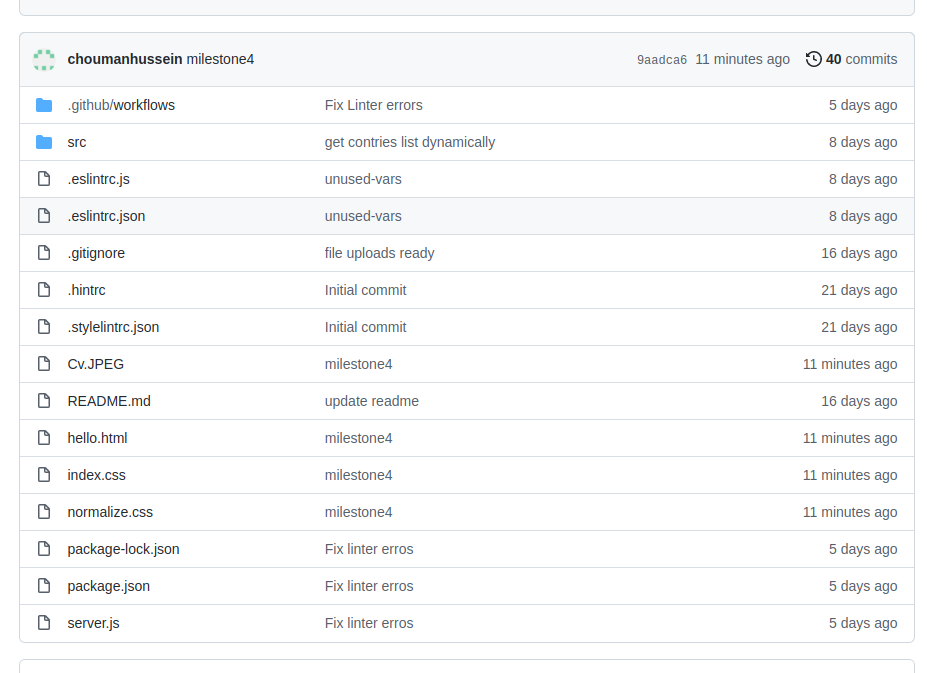 choumanhussein milestone4 9aadca6 11 minutes ago 40 commits
.github/workflows Fix Linter errors 5 days ago
src get contries list dynamically 8 days ago
.eslintrc.js unused-vars 8 days ago
.eslintrc.json unused-vars 8 days ago
.gitignore file uploads ready 16 days ago
.hintrc Initial commit 21 days ago
.stylelintrc.json Initial commit 21 days ago
Cv.JPEG milestone4 11 minutes ago
README.md update readme 16 days ago
hello.html milestone4 11 minutes ago
index.css milestone4 11 minutes ago
normalize.css milestone4 11 minutes ago
package-lock.json Fix linter erros 5 days ago
package.json Fix linter erros 5 days ago
server.js Fix linter erros 5 days ago